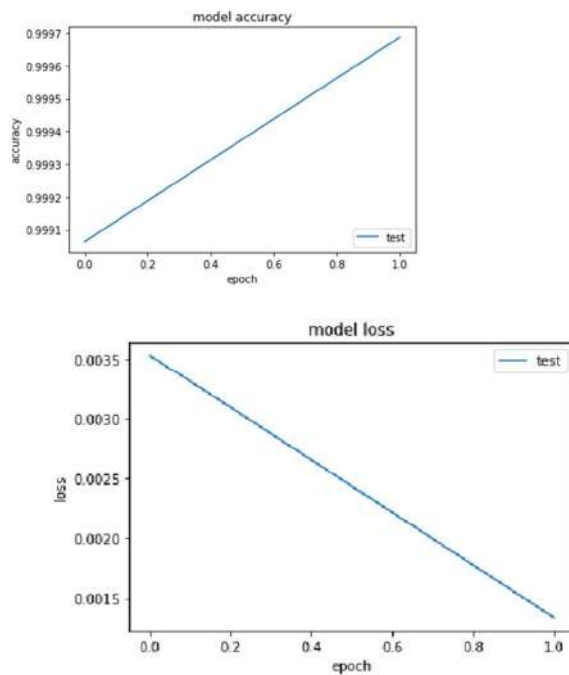 model accuracy
0.9997
0.9996
0.9995
0.9994
0.9993
0.9992
0.9991
accuracy
test
0.0 0.2 0.4 0.6 0.8 1.0
epoch
model loss
test
0.0035
0.0030
0.0025
0.0020
0.0015
loss
0.0 0.2 0.4 0.6 0.8 1.0
epoch